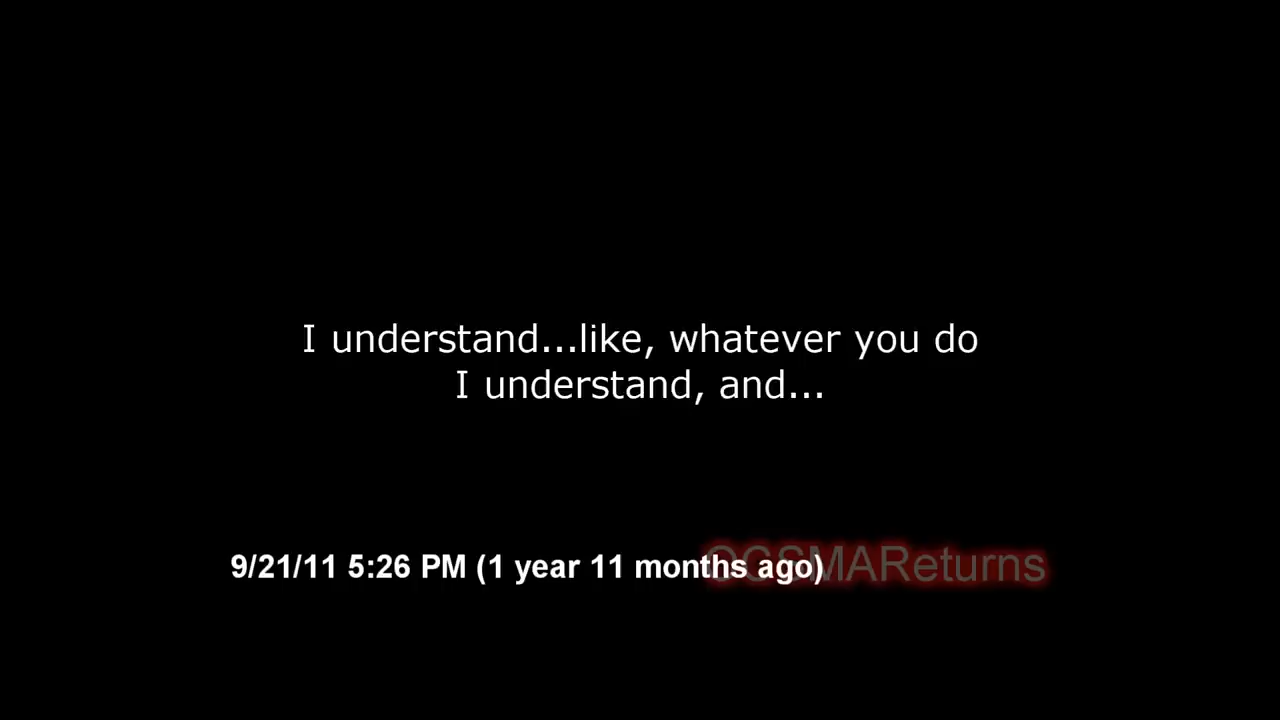 I understand...like, whatever you do
I understand, and...
9/21/11 5:26 PM (1 year 11 months ago)